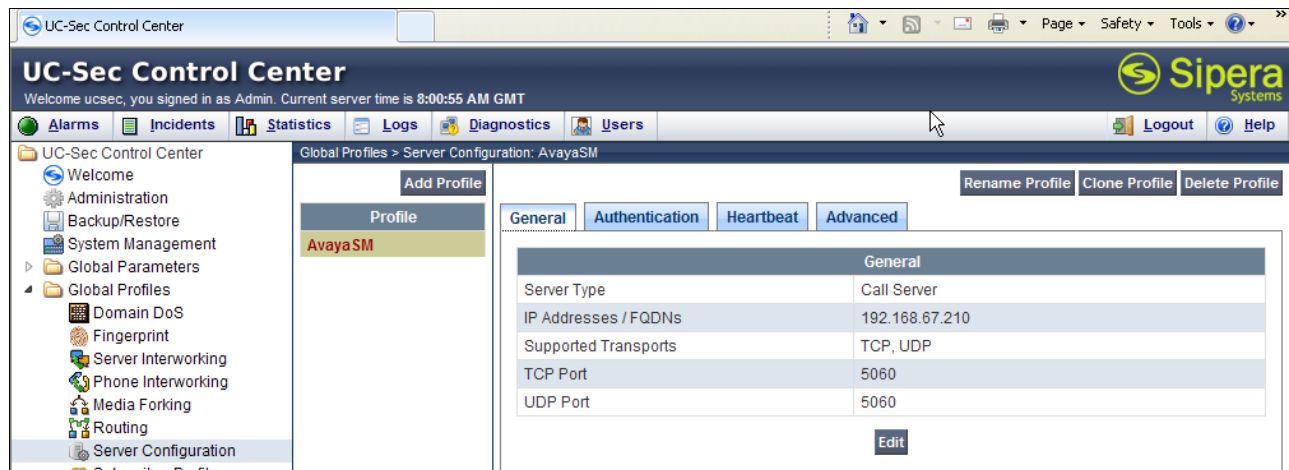 UC-Sec Control Center
Page Safety Tools »
UC-Sec Control Center
Welcome ucsec, you signed in as Admin. Current server time is 8:00:55 AM GMT
Sipera
Systems
Alarms Incidents Statistics Logs Diagnostics Users Logout Help
UC-Sec Control Center
Welcome
Administration
Backup/Restore
System Management
Global Parameters
Global Profiles
Domain DoS
Fingerprint
Server Interworking
Phone Interworking
Media Forking
Routing
Server Configuration
Global Profiles > Server Configuration: AvayaSM
Add Profile
Profile
AvayaSM
Rename Profile Clone Profile Delete Profile
General Authentication Heartbeat Advanced
General
Server Type Call Server
IP Addresses / FQDNs 192.168.67.210
Supported Transports TCP, UDP
TCP Port 5060
UDP Port 5060
Edit